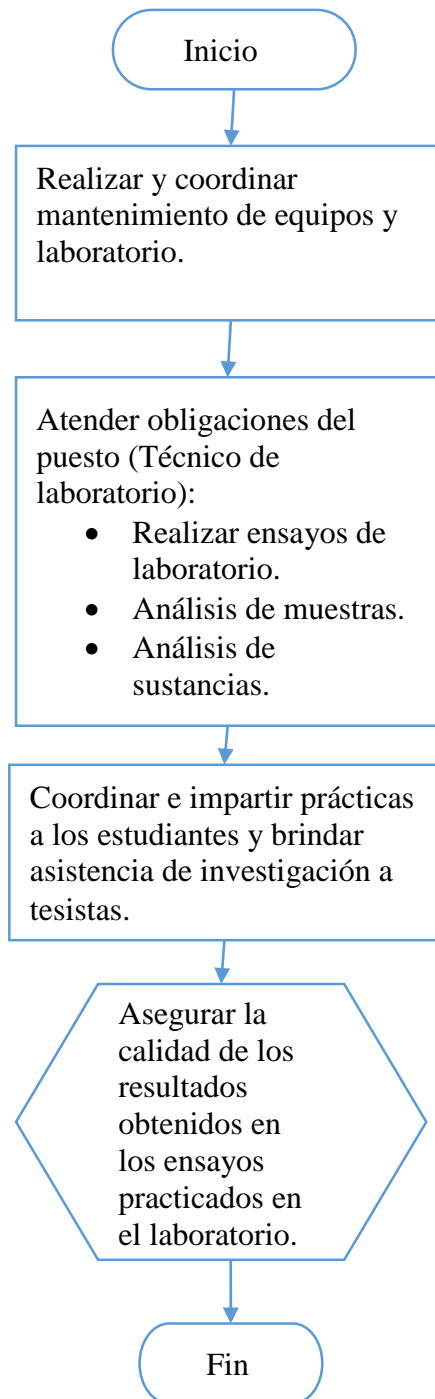 Inicio
Realizar y coordinar
mantenimiento de equipos y
laboratorio.
Atender obligaciones del
puesto (Técnico de
laboratorio):
• Realizar ensayos de
laboratorio.
• Análisis de muestras.
• Análisis de
sustancias.
Coordinar e impartir prácticas
a los estudiantes y brindar
asistencia de investigación a
tesistas.
Asegurar la
calidad de los
resultados
obtenidos en
los ensayos
practicados en
el laboratorio.
Fin